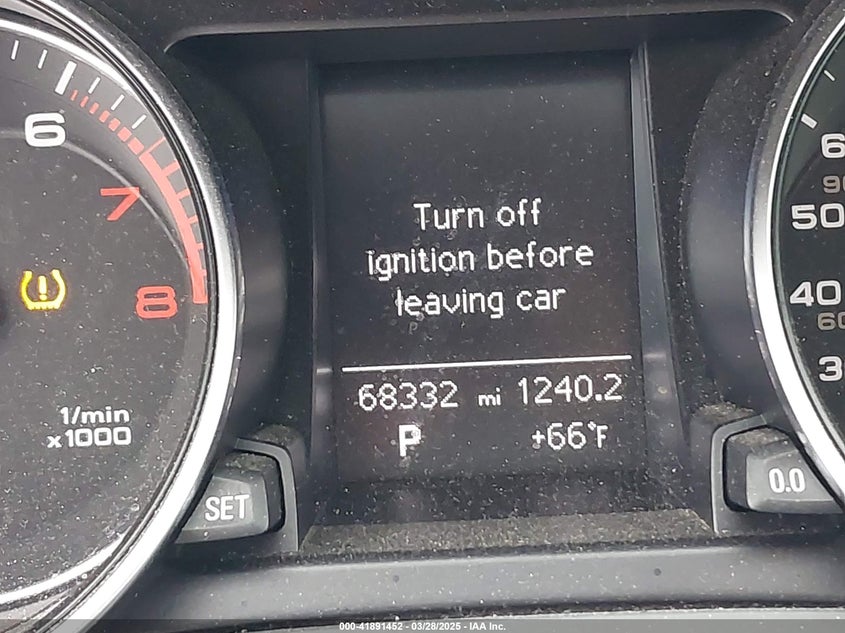 6
7
8
1/min
x1000
SET
Turn off
ignition before
leaving car
68332 mi 1240.2
P +66°F
0.0
50
40
000-41891452 - 03/28/2025 - IAA Inc.